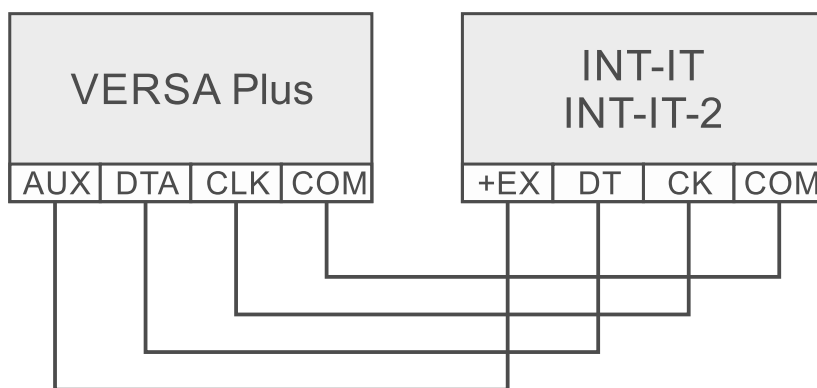 VERSA Plus
INT-IT
INT-IT-2
AUX DTA CLK COM
+EX DT CK COM